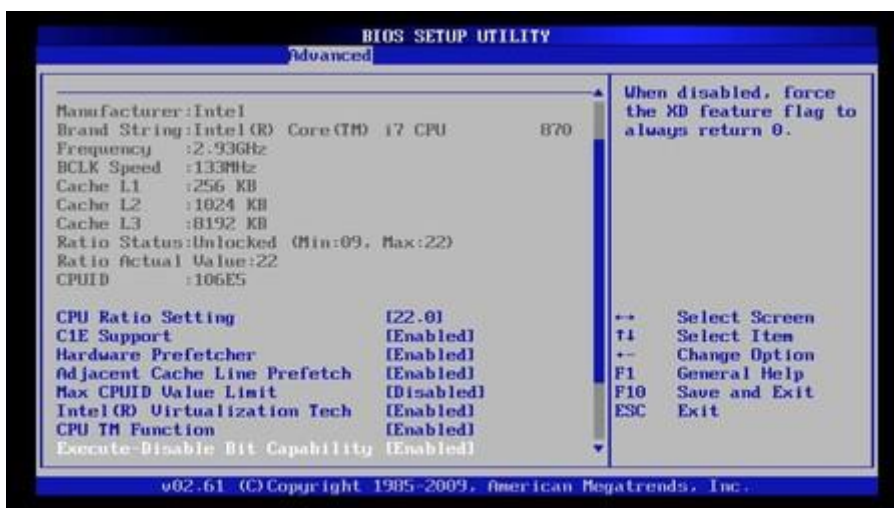 BIOS SETUP UTILITY
Advanced
Manufacturer:Intel
Brand String:Intel(R) Core(TM) i7 CPU 870
Frequency :2.93GHz
BCLK Speed :133MHz
Cache L1 :256 KB
Cache L2 :1024 KB
Cache L3 :8192 KB
Ratio Status:Unlocked (Min:09, Max:22)
Ratio Actual Value:22
CPUID :106E5
CPU Ratio Setting [22.0]
C1E Support [Enabled]
Hardware Prefetcher [Enabled]
Adjacent Cache Line Prefetch [Enabled]
Max CPUID Value Limit [Disabled]
Intel(R) Virtualization Tech [Enabled]
CPU TM Function [Enabled]
Execute-Disable Bit Capability [Enabled]
When disabled, force
the XD feature flag to
always return 0.
←→ Select Screen
↑↓ Select Item
+- Change Option
F1 General Help
F10 Save and Exit
ESC Exit
v02.61 (C)Copyright 1985-2009, American Megatrends, Inc.